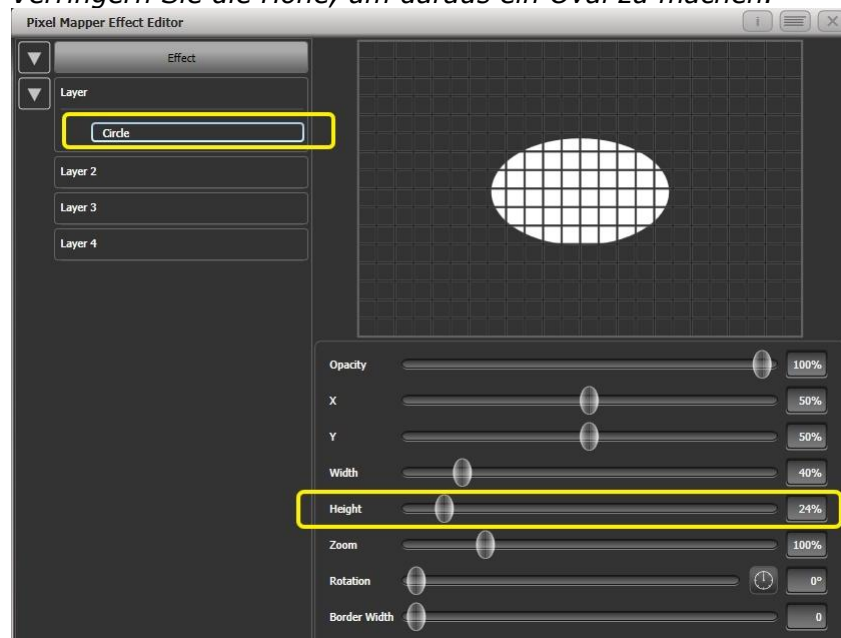 Verringern Sie die Höhe, um daraus ein Oval zu machen.
Pixel Mapper Effect Editor
i
Effect
Layer
Circle
Layer 2
Layer 3
Layer 4
Opacity 100%
X 50%
Y 50%
Width 40%
Height 24%
Zoom 100%
Rotation 0°
Border Width 0